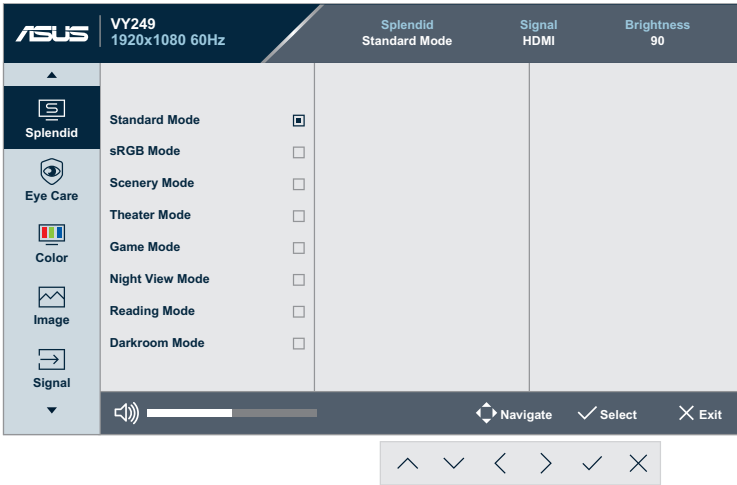 ASUS
VY249
1920x1080 60Hz
Splendid
Standard Mode
Signal
HDMI
Brightness
90
Splendid
Eye Care
Color
Image
Signal
Standard Mode
sRGB Mode
Scenery Mode
Theater Mode
Game Mode
Night View Mode
Reading Mode
Darkroom Mode
Navigate
Select
Exit